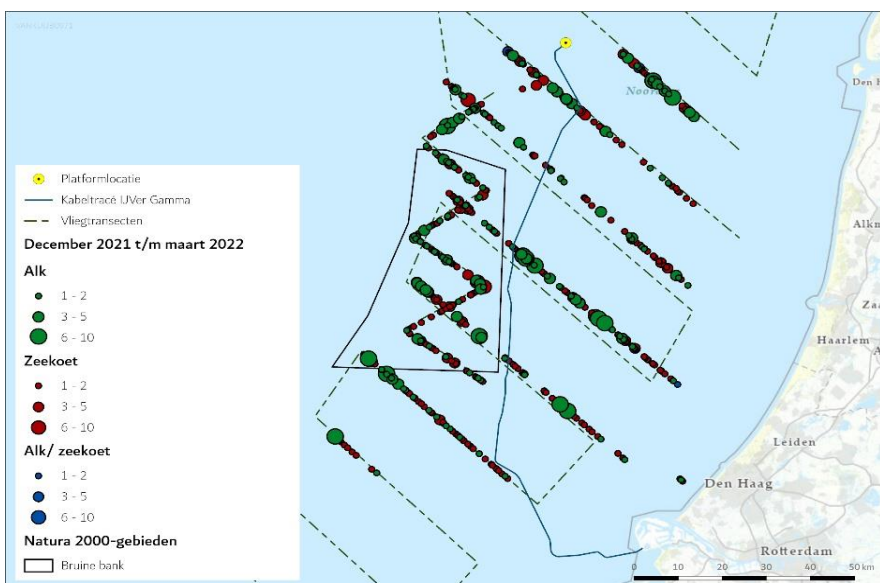 Platformlocatie
Kabeltracé IJVer Gamma
Vliegtransecten
December 2021 t/m maart 2022
Alk
1 - 2
3 - 5
6 - 10
Zeekoet
1 - 2
3 - 5
6 - 10
Alk/ zeekoet
1 - 2
3 - 5
6 - 10
Natura 2000-gebieden
Bruine bank
Den H
Alkm
Zaa
Haarlem
A
Leiden
Den Haag
Rotterdam
0 10 20 30 40 50 km